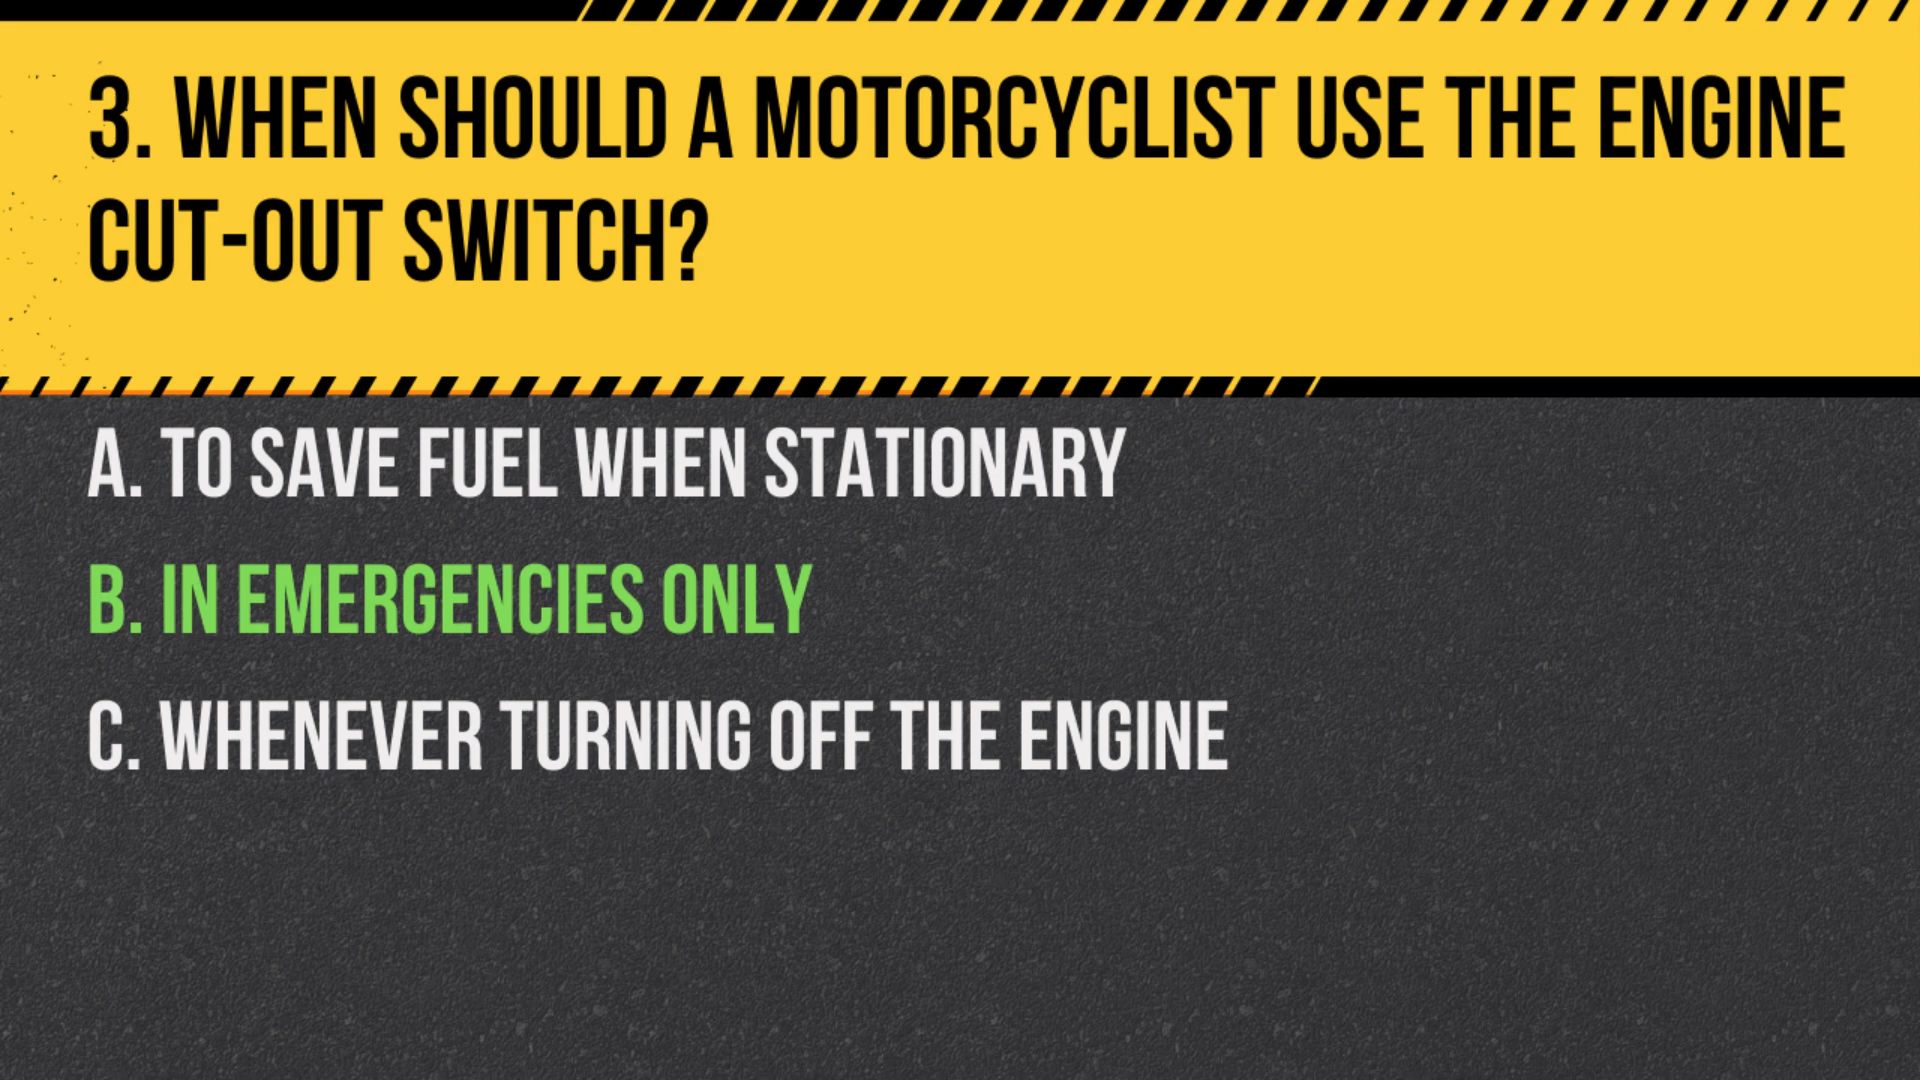 3. WHEN SHOULD A MOTORCYCLIST USE THE ENGINE
CUT-OUT SWITCH?
A. TO SAVE FUEL WHEN STATIONARY
B. IN EMERGENCIES ONLY
C. WHENEVER TURNING OFF THE ENGINE